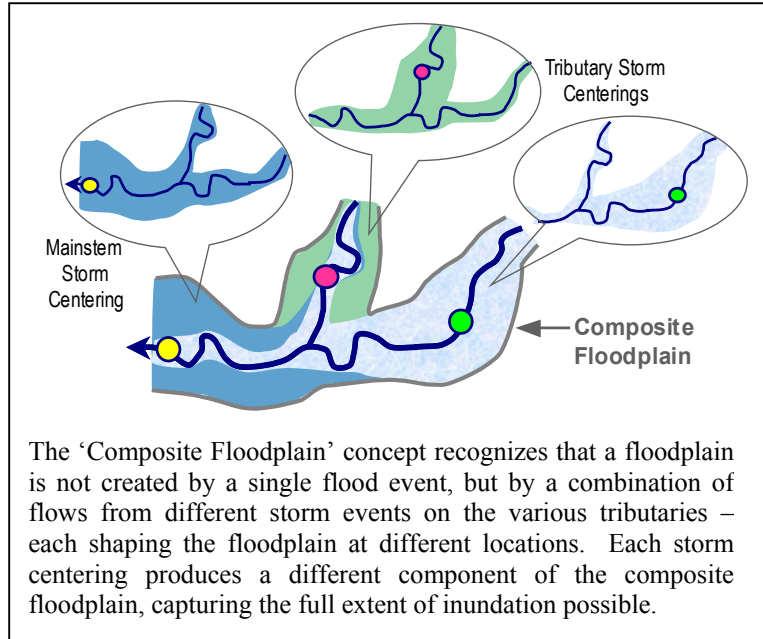 Tributary Storm
Centerings
Mainstem
Storm
Centering
Composite
Floodplain
The ‘Composite Floodplain’ concept recognizes that a floodplain
is not created by a single flood event, but by a combination of
flows from different storm events on the various tributaries –
each shaping the floodplain at different locations.  Each storm
centering produces a different component of the composite
floodplain, capturing the full extent of inundation possible.